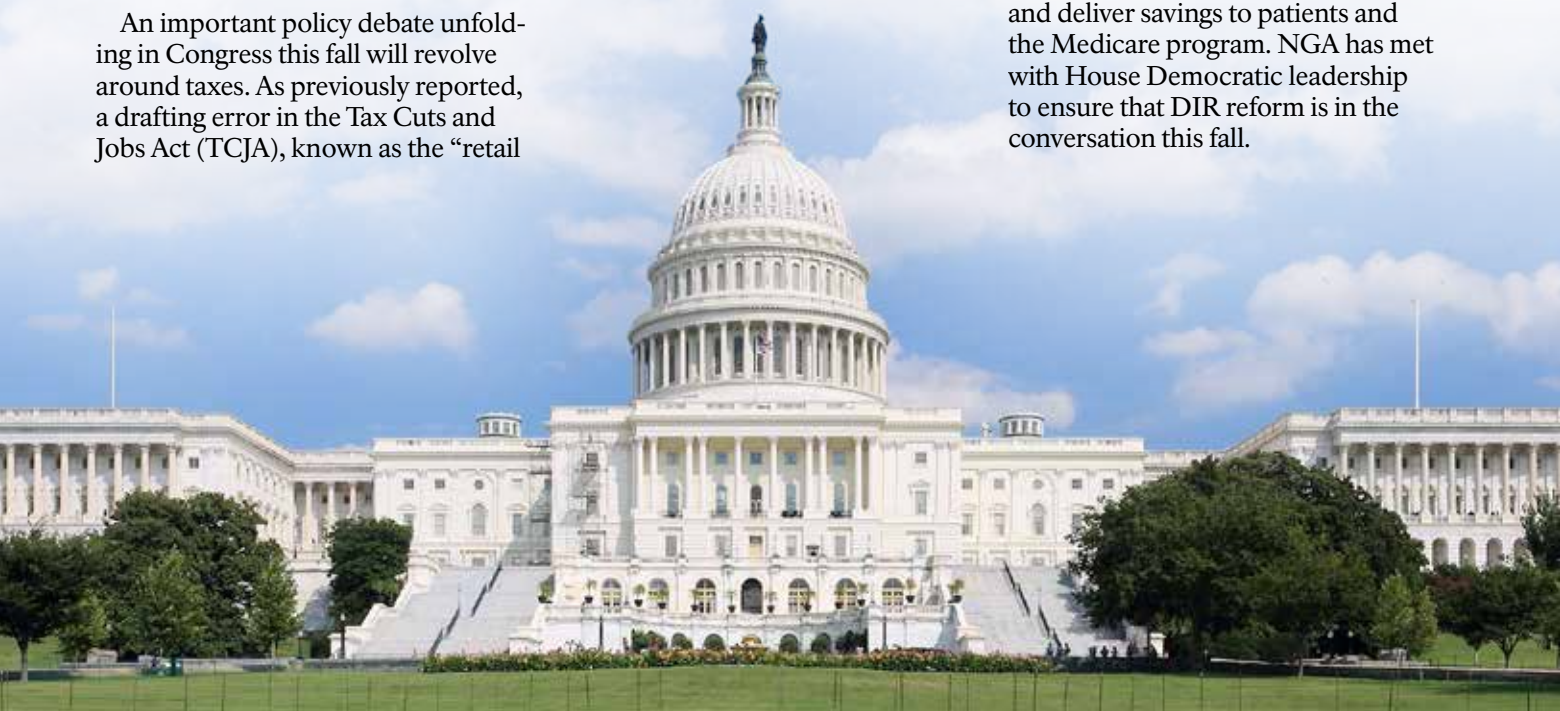 An important policy debate unfold-
ing in Congress this fall will revolve
around taxes. As previously reported,
a drafting error in the Tax Cuts and
Jobs Act (TCJA), known as the “retail
and deliver savings to patients and
the Medicare program. NGA has met
with House Democratic leadership
to ensure that DIR reform is in the
conversation this fall.